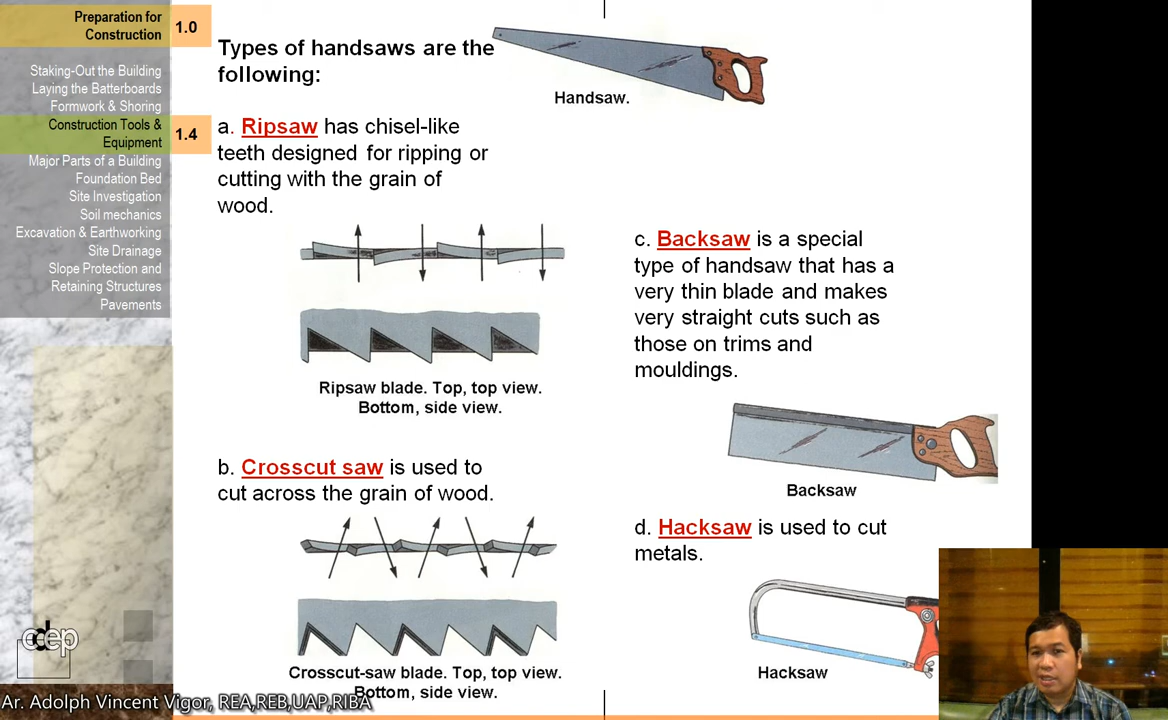 Preparation for
Construction
1.0
Staking-Out the Building
Laying the Batterboards
Formwork & Shoring
Construction Tools &
Equipment
1.4
Major Parts of a Building
Foundation Bed
Site Investigation
Soil mechanics
Excavation & Earthworking
Site Drainage
Slope Protection and
Retaining Structures
Pavements
Types of handsaws are the
following:
Handsaw.
a. Ripsaw has chisel-like
teeth designed for ripping or
cutting with the grain of
wood.
Ripsaw blade. Top, top view.
Bottom, side view.
b. Crosscut saw is used to
cut across the grain of wood.
Crosscut-saw blade. Top, top view.
Bottom, side view.
c. Backsaw is a special
type of handsaw that has a
very thin blade and makes
very straight cuts such as
those on trims and
mouldings.
Backsaw
d. Hacksaw is used to cut
metals.
Hacksaw
cdep
Ar. Adolph Vincent Vigor, REA,REB,UAP,RIBA